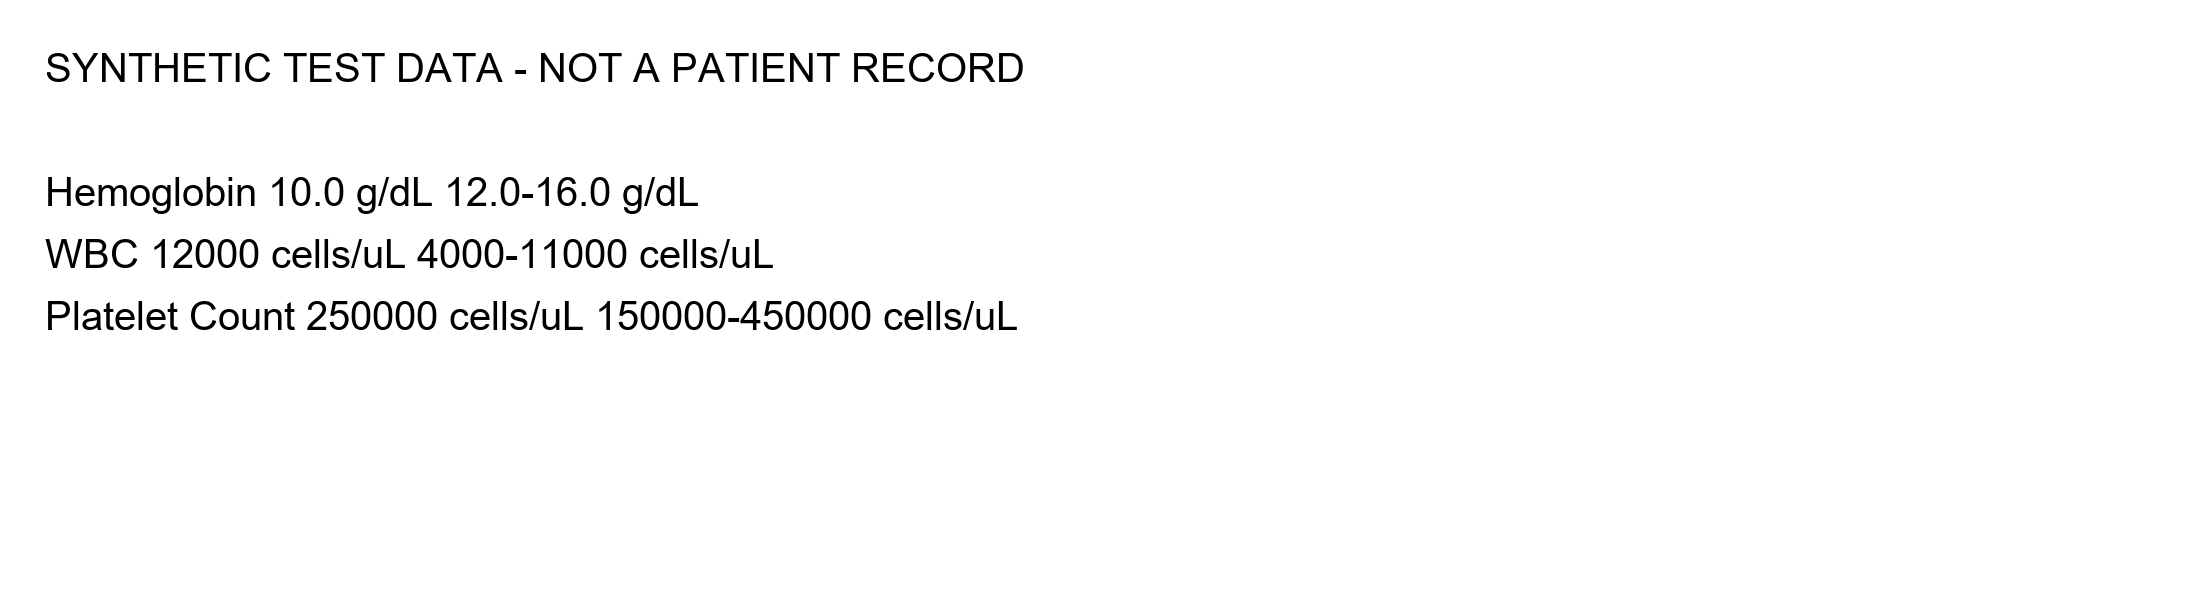 SYNTHETIC TEST DATA - NOT A PATIENT RECORD
Hemoglobin 10.0 g/dL 12.0-16.0 g/dL
WBC 12000 cells/uL 4000-11000 cells/uL
Platelet Count 250000 cells/uL 150000-450000 cells/uL